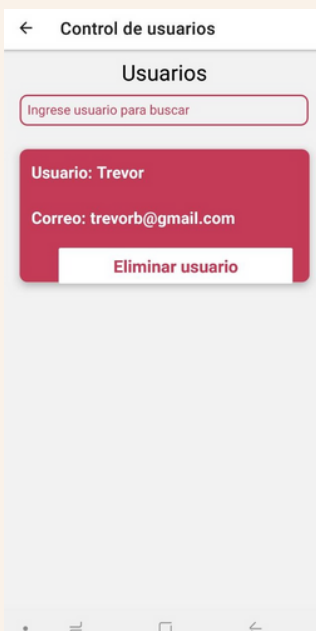 Control de usuarios
Usuarios
Ingrese usuario para buscar
Usuario: Trevor
Correo: trevorb@gmail.com
Eliminar usuario